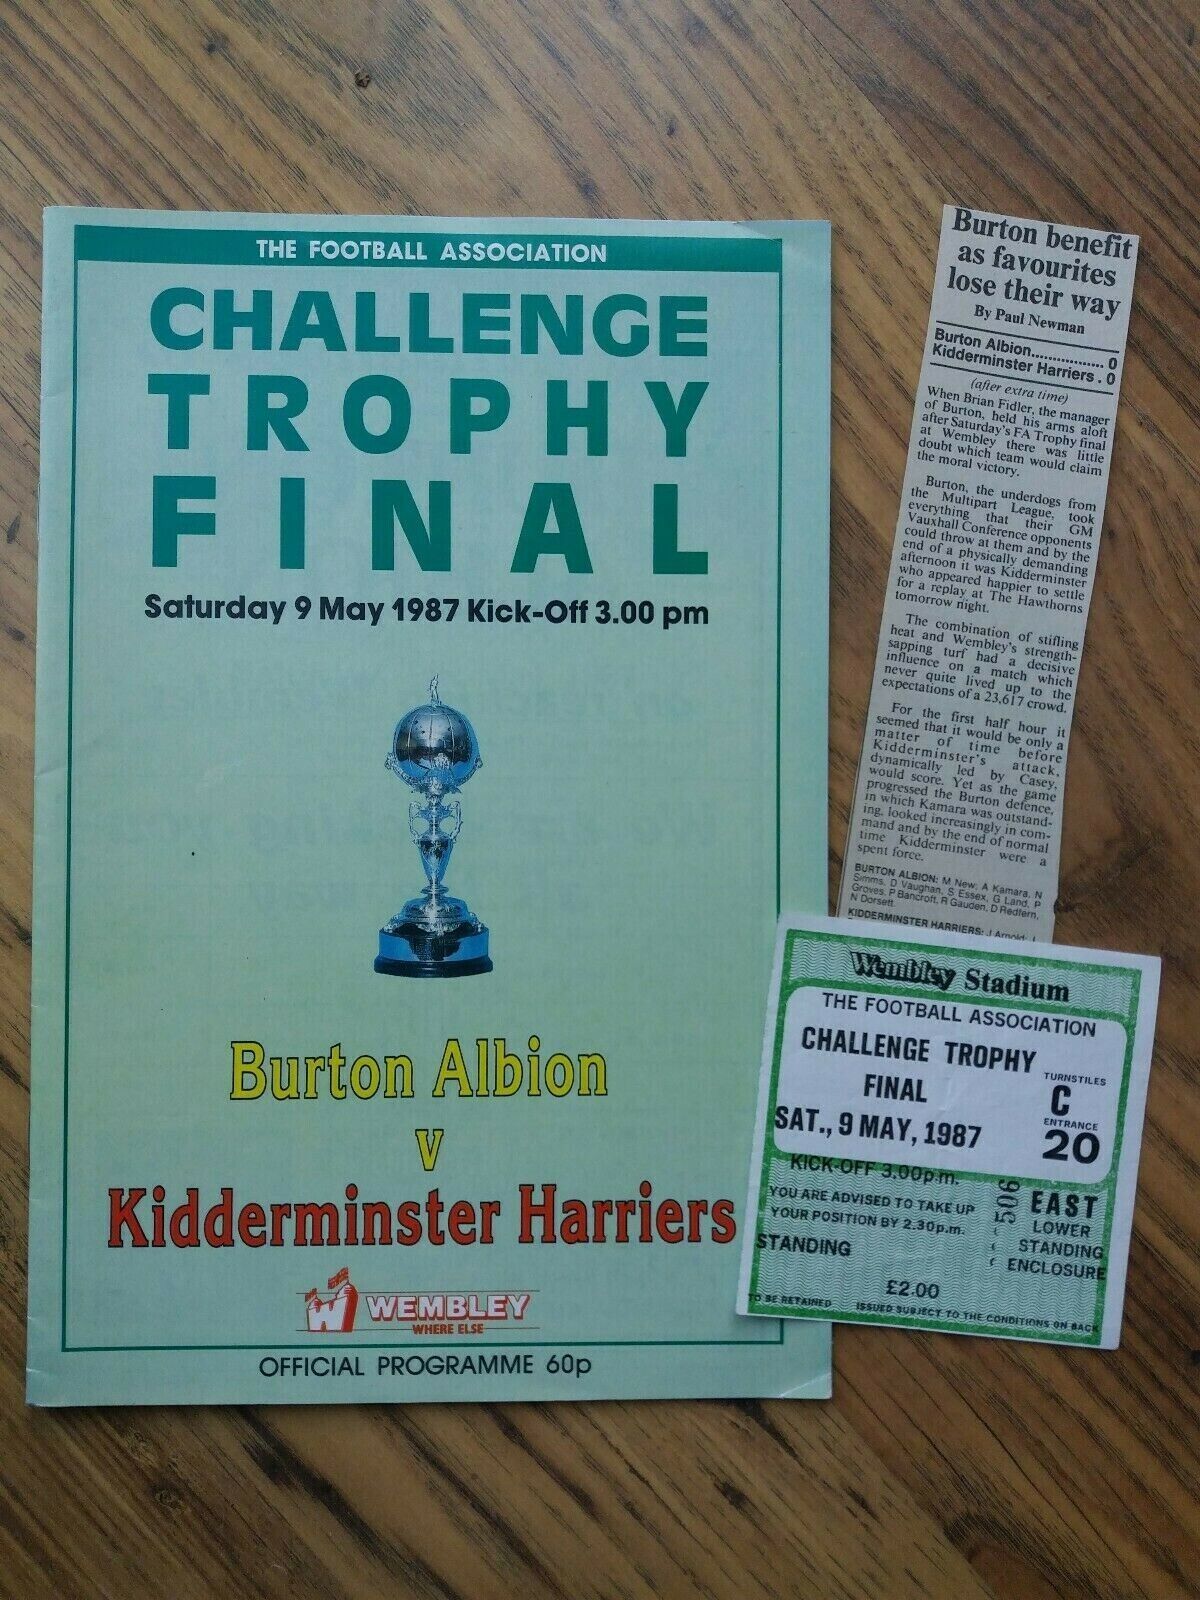 THE FOOTBALL ASSOCIATION
CHALLENGE
TROPHY
FINAL
Saturday 9 May 1987 Kick-Off 3.00 pm
Burton Albion
v
Kidderminster Harriers
WEMBLEY
WHERE ELSE
OFFICIAL PROGRAMME 60p
Burton benefit
as favourites
lose their way
By Paul Newman
Burton Albion................. 0
Kidderminster Harriers . 0
(after extra time)
When Brian Fidler, the manager
of Burton, held his arms aloft
after Saturday's FA Trophy final
at Wembley there was little
doubt which team would claim
the moral victory.
Burton, the underdogs from
the Multipart League, took
everything that their GM
Vauxhall Conference opponents
could throw at them and by the
end of a physically demanding
afternoon it was Kidderminster
who appeared happier to settle
for a replay at The Hawthorns
tomorrow night.
The combination of stifling
heat and Wembley's strength-
sapping turf had a decisive
influence on a match which
never quite lived up to the
expectations of a 23,617 crowd.
For the first half hour it
seemed that it would be only a
matter of time before
Kidderminster's attack,
dynamically led by Casey,
would score. Yet as the game
progressed the Burton defence,
in which Kamara was outstand-
ing, looked increasingly in com-
mand and by the end of normal
time Kidderminster were a
spent force.
BURTON ALBION: M New; A Kamara, N
Simms, D Vaughan, S Essex, G Land, P
Groves, P Bancroft, R Gauden, D Redfern,
N Dorsett.
KIDDERMINSTER HARRIERS: J Arnold; J
Wembley Stadium
THE FOOTBALL ASSOCIATION
CHALLENGE TROPHY
FINAL
SAT., 9 MAY, 1987
KICK-OFF 3.00p.m.
YOU ARE ADVISED TO TAKE UP
YOUR POSITION BY 2.30p.m.
STANDING
£2.00
TO BE RETAINED ISSUED SUBJECT TO THE CONDITIONS ON BACK
TURNSTILES
C
ENTRANCE
20
506
EAST
LOWER
STANDING
ENCLOSURE